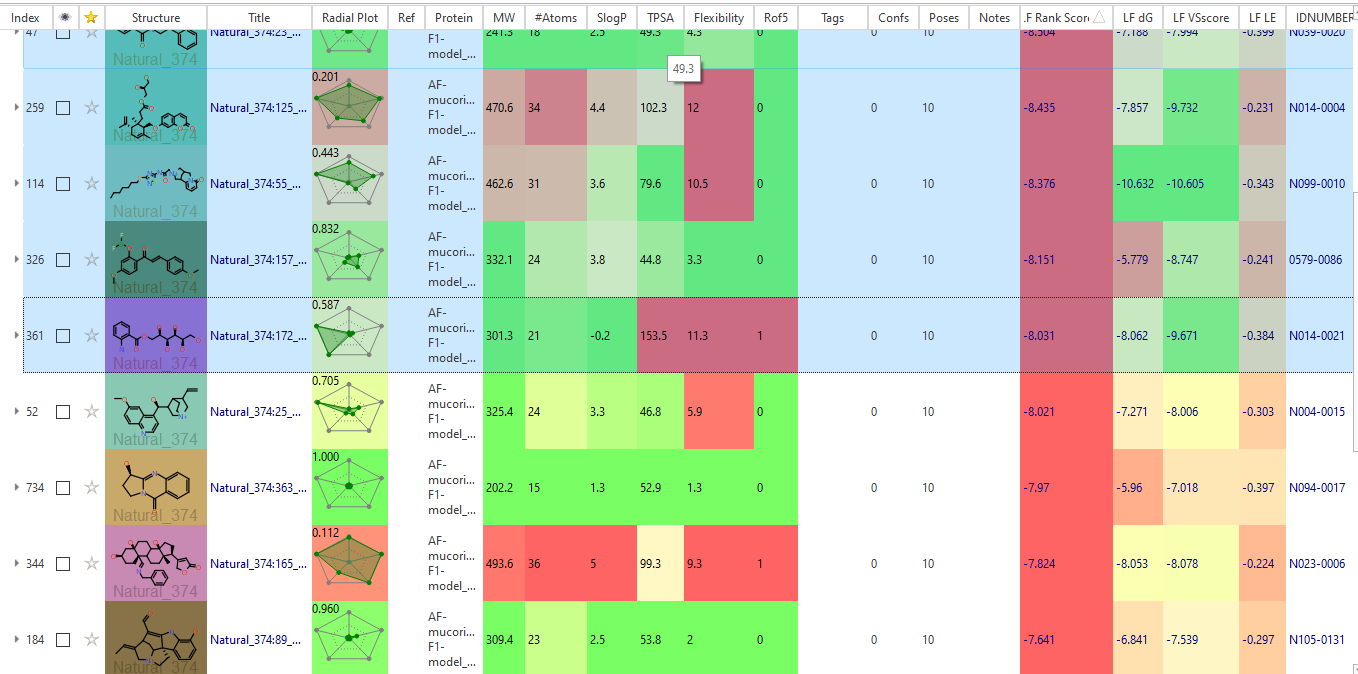 Index Structure Title Radial Plot Ref Protein MW #Atoms SlogP TPSA Flexibility Rof5 Tags Confs Poses Notes .F Rank Score LF dG LF VSscore LF LE IDNUMBER
47 Natural_374 Natural_374:23_... F1-model_... 241.3 18 2.5 49.3 4.3 0 0 10 -8.504 -7.188 -7.994 -0.399 N039-0020
49.3
259 Natural_374 Natural_374:125_... 0.201 AF-mucori...F1-model_... 470.6 34 4.4 102.3 12 0 0 10 -8.435 -7.857 -9.732 -0.231 N014-0004
114 Natural_374 Natural_374:55_... 0.443 AF-mucori...F1-model_... 462.6 31 3.6 79.6 10.5 0 0 10 -8.376 -10.632 -10.605 -0.343 N099-0010
326 Natural_374 Natural_374:157_... 0.832 AF-mucori...F1-model_... 332.1 24 3.8 44.8 3.3 0 0 10 -8.151 -5.779 -8.747 -0.241 0579-0086
361 Natural_374 Natural_374:172_... 0.587 AF-mucori...F1-model_... 301.3 21 -0.2 153.5 11.3 1 0 10 -8.031 -8.062 -9.671 -0.384 N014-0021
52 Natural_374 Natural_374:25_... 0.705 AF-mucori...F1-model_... 325.4 24 3.3 46.8 5.9 0 0 10 -8.021 -7.271 -8.006 -0.303 N004-0015
734 Natural_374 Natural_374:363_... 1.000 AF-mucori...F1-model_... 202.2 15 1.3 52.9 1.3 0 0 10 -7.97 -5.96 -7.018 -0.397 N094-0017
344 Natural_374 Natural_374:165_... 0.112 AF-mucori...F1-model_... 493.6 36 5 99.3 9.3 1 0 10 -7.824 -8.053 -8.078 -0.224 N023-0006
184 Natural_374 Natural_374:89_... 0.960 AF-mucori...F1-model_... 309.4 23 2.5 53.8 2 0 0 10 -7.641 -6.841 -7.539 -0.297 N105-0131